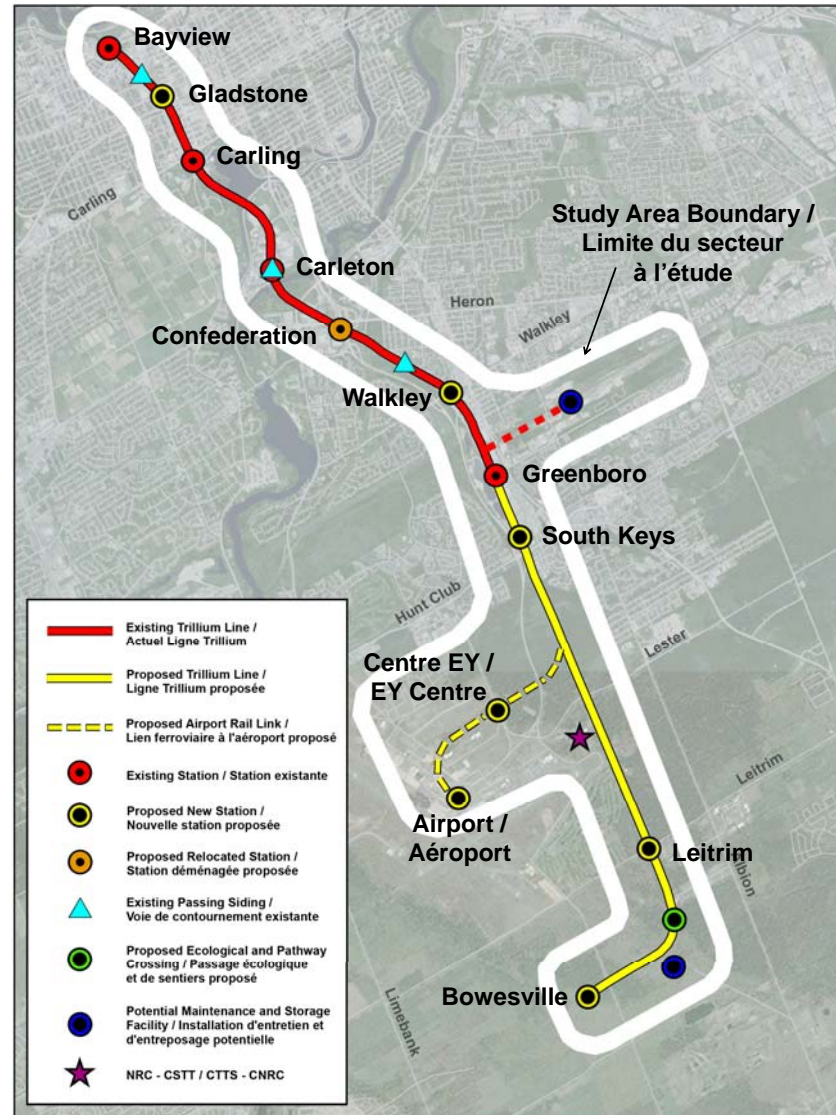 Bayview
Gladstone
Carling
Carling
Study Area Boundary /
Limite du secteur
à l'étude
Carleton
Heron
Confederation
Walkley
Walkley
Greenboro
South Keys
Hunt Club
Lester
Centre EY /
EY Centre
Leitrim
Airport /
Aéroport
Leitrim
Albion
Bowesville
Limebank
Existing Trillium Line /
Actuel Ligne Trillium
Proposed Trillium Line /
Ligne Trillium proposée
Proposed Airport Rail Link /
Lien ferroviaire à l'aéroport proposé
Existing Station / Station existante
Proposed New Station /
Nouvelle station proposée
Proposed Relocated Station /
Station déménagée proposée
Existing Passing Siding /
Voie de contournement existante
Proposed Ecological and Pathway
Crossing / Passage écologique
et de sentiers proposé
Potential Maintenance and Storage
Facility / Installation d'entretien et
d'entreposage potentielle
NRC - CSTT / CTTS - CNRC